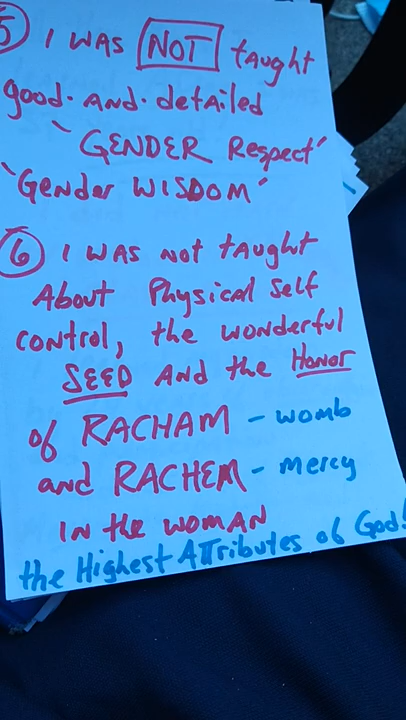 5 I WAS NOT taught
good-AND-detailed
`GENDER Respect'
`Gender WISDOM'
6 I WAS not tAught
About Physical Self
control, the wonderful
SEED AND the Honor
of RACHAM - womb
and RACHEM - mercy
IN the WOMAN
the Highest Attributes of God!